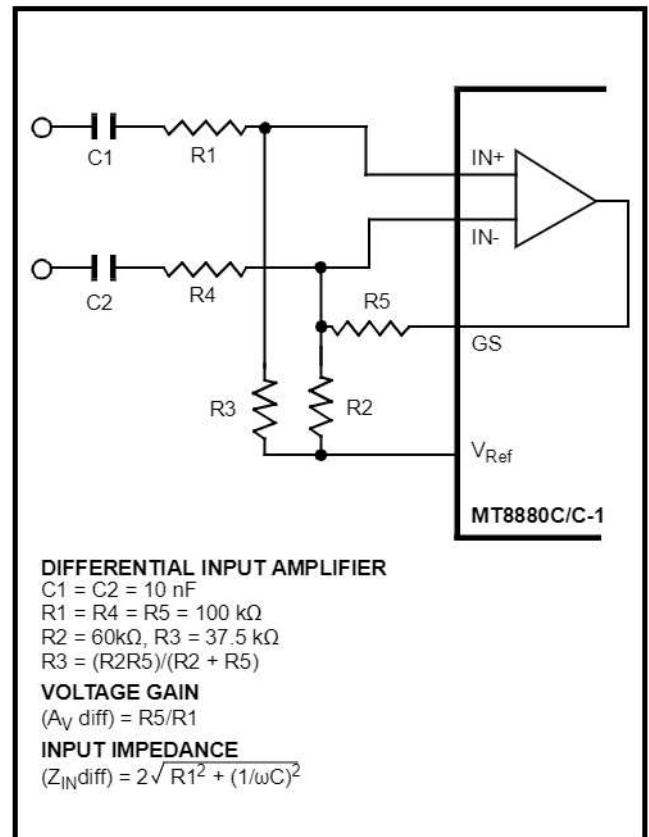 C1
R1
IN+
IN-
C2
R4
R5
GS
R3
R2
VRef
MT8880C/C-1
DIFFERENTIAL INPUT AMPLIFIER
C1 = C2 = 10 nF
R1 = R4 = R5 = 100 kΩ
R2 = 60kΩ, R3 = 37.5 kΩ
R3 = (R2R5)/(R2 + R5)
VOLTAGE GAIN
(AV diff) = R5/R1
INPUT IMPEDANCE
(ZINdiff) = 2√ R1² + (1/ωC)²